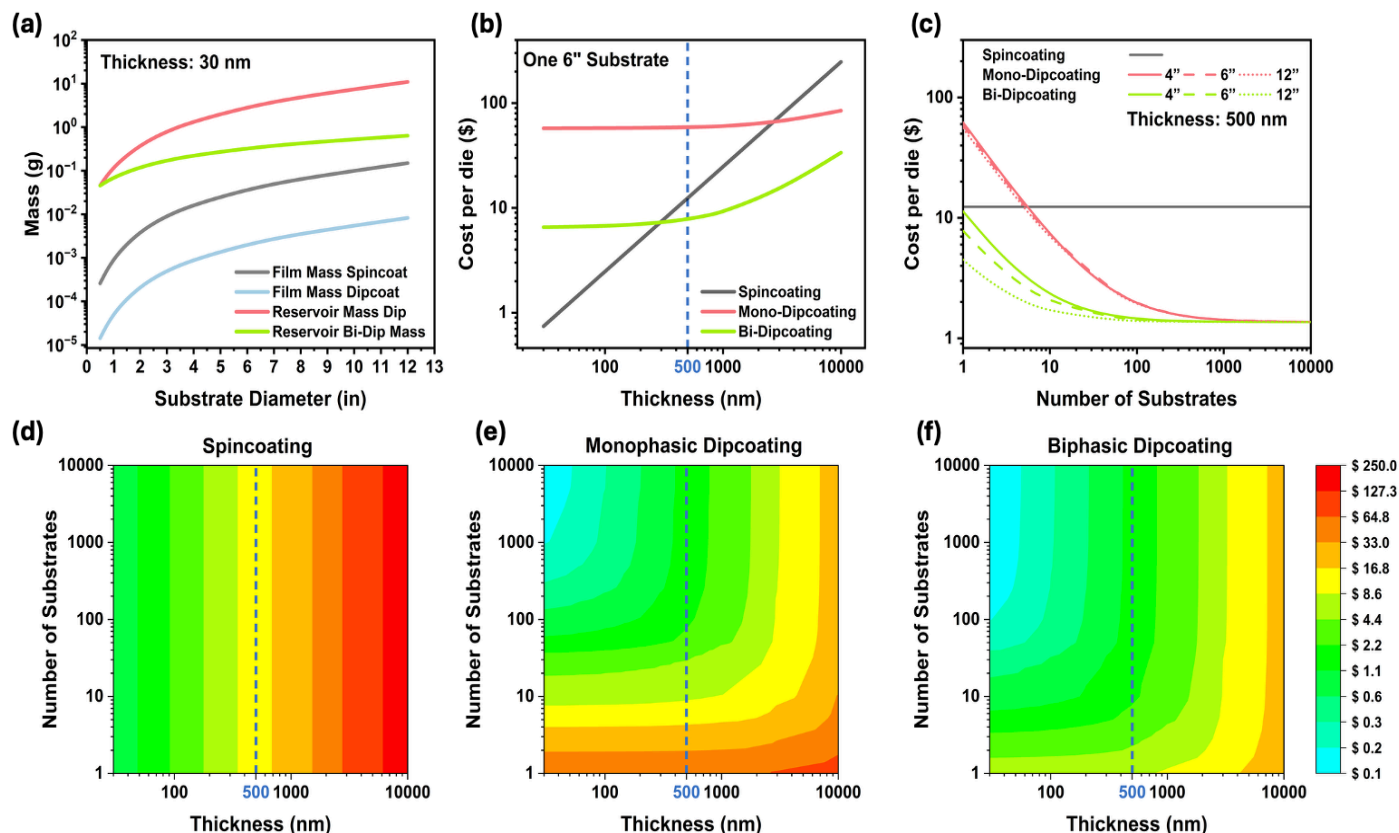 (a)
Thickness: 30 nm
Mass (g)
10² 10¹ 10⁰ 10⁻¹ 10⁻² 10⁻³ 10⁻⁴ 10⁻⁵
Film Mass Spincoat
Film Mass Dipcoat
Reservoir Mass Dip
Reservoir Bi-Dip Mass
0 1 2 3 4 5 6 7 8 9 10 11 12 13
Substrate Diameter (in)
(b)
One 6" Substrate
Cost per die ($)
100
10
1
Spincoating
Mono-Dipcoating
Bi-Dipcoating
100 500 1000 10000
Thickness (nm)
(c)
Spincoating
Mono-Dipcoating 4” 6” 12”
Bi-Dipcoating 4” 6” 12”
Thickness: 500 nm
Cost per die ($)
100
10
1
1 10 100 1000 10000
Number of Substrates
(d)
Spincoating
Number of Substrates
10000
1000
100
10
1
100 500 1000 10000
Thickness (nm)
(e)
Monophasic Dipcoating
Number of Substrates
10000
1000
100
10
1
100 500 1000 10000
Thickness (nm)
(f)
Biphasic Dipcoating
Number of Substrates
10000
1000
100
10
1
100 500 1000 10000
Thickness (nm)
$ 250.0
$ 127.3
$ 64.8
$ 33.0
$ 16.8
$ 8.6
$ 4.4
$ 2.2
$ 1.1
$ 0.6
$ 0.3
$ 0.2
$ 0.1